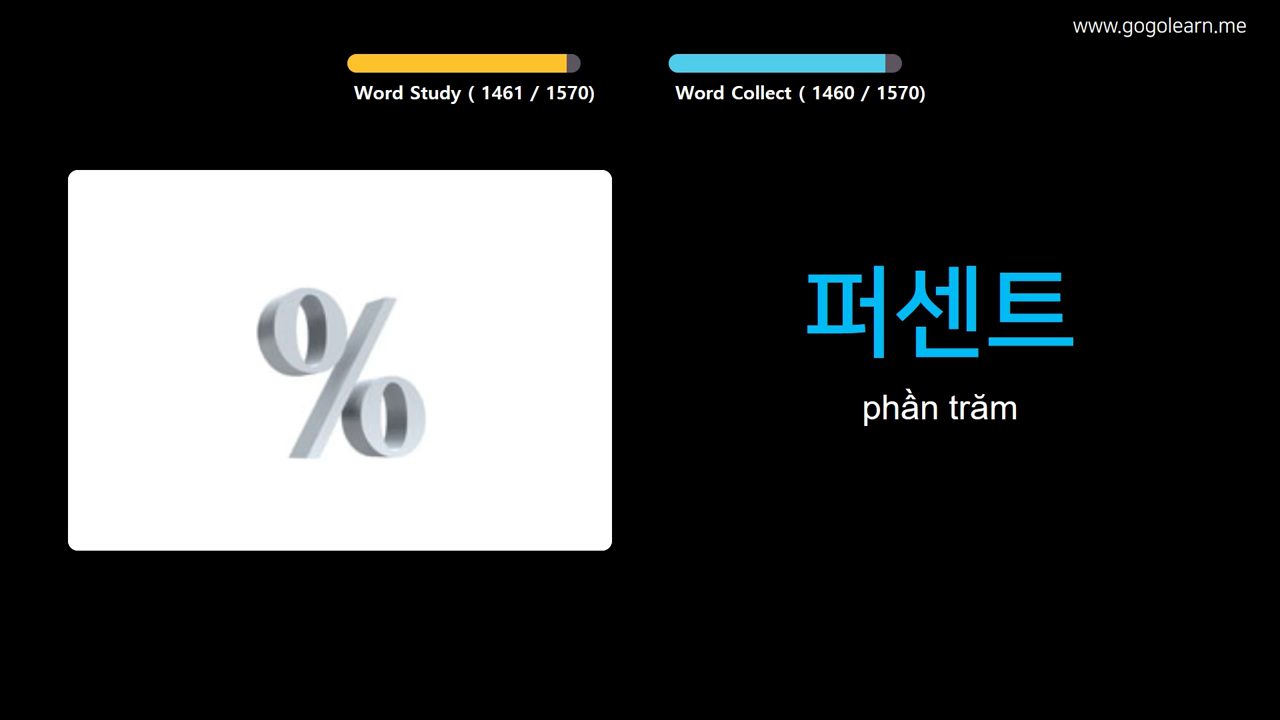 www.gogolearn.me
Word Study ( 1461 / 1570)
Word Collect ( 1460 / 1570)
%
퍼센트
phần trăm